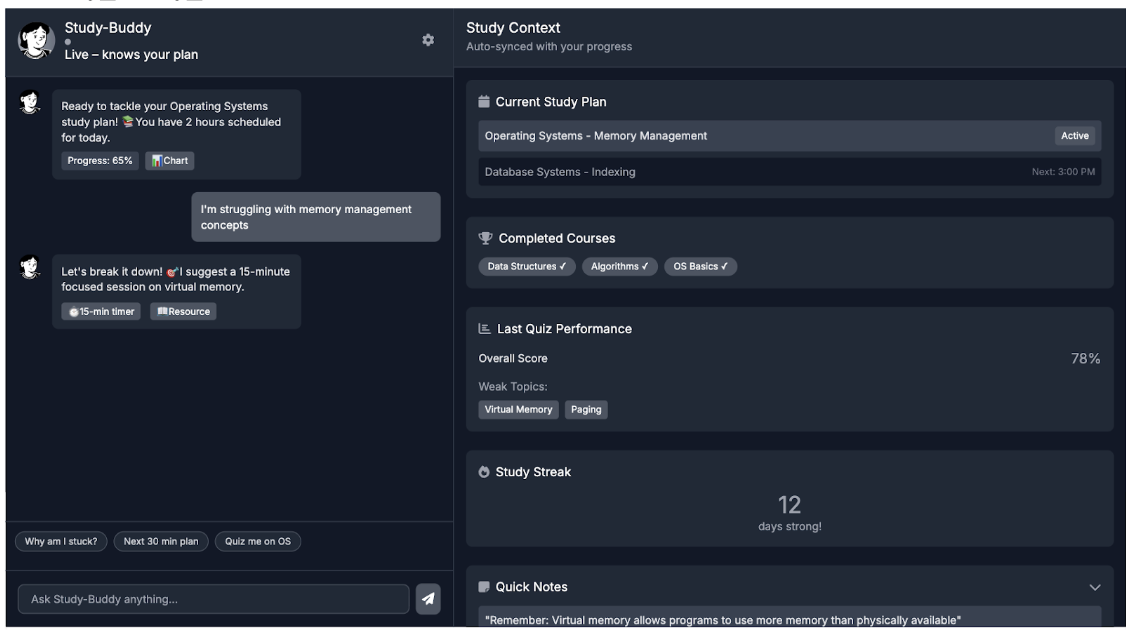 Study-Buddy
Live – knows your plan
Ready to tackle your Operating Systems
study plan! 📚 You have 2 hours scheduled
for today.
Progress: 65%
📊Chart
I'm struggling with memory management
concepts
Let's break it down! 🎯 I suggest a 15-minute
focused session on virtual memory.
⏱15-min timer
📖Resource
Why am I stuck?
Next 30 min plan
Quiz me on OS
Ask Study-Buddy anything...
Study Context
Auto-synced with your progress
Current Study Plan
Operating Systems - Memory Management
Active
Database Systems - Indexing
Next: 3:00 PM
Completed Courses
Data Structures ✓
Algorithms ✓
OS Basics ✓
Last Quiz Performance
Overall Score
78%
Weak Topics:
Virtual Memory
Paging
Study Streak
12
days strong!
Quick Notes
"Remember: Virtual memory allows programs to use more memory than physically available"